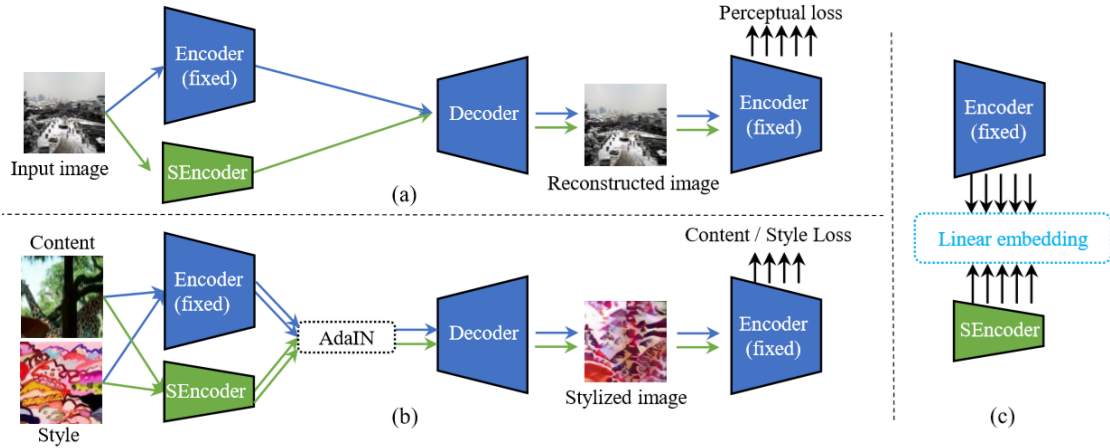 Perceptual loss
Encoder
(fixed)
Input image
SEncoder
Decoder
Reconstructed image
Encoder
(fixed)
(a)
Content
Style
Encoder
(fixed)
SEncoder
AdaIN
Decoder
Stylized image
Content / Style Loss
Encoder
(fixed)
(b)
Encoder
(fixed)
Linear embedding
SEncoder
(c)